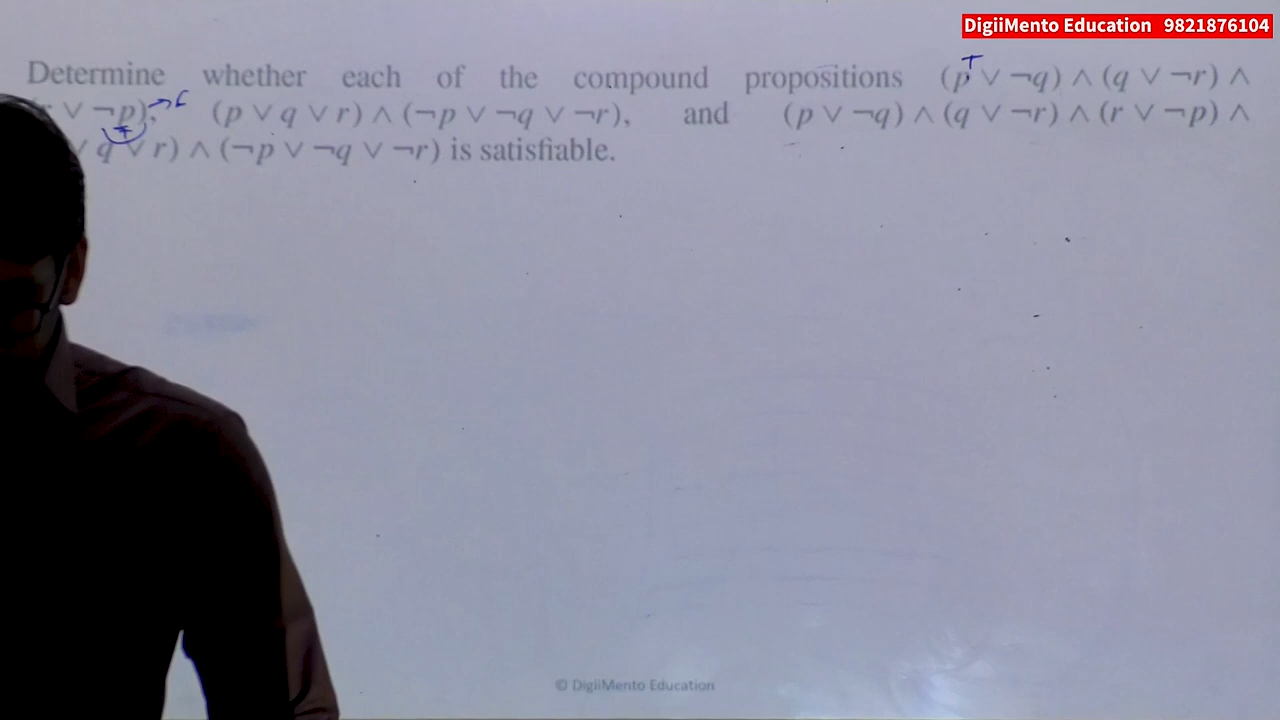 DigiiMento Education 9821876104
Determine whether each of the compound propositions (p ∨ ¬q) ∧ (q ∨ ¬r) ∧
∨ ¬p), (p ∨ q ∨ r) ∧ (¬p ∨ ¬q ∨ ¬r), and (p ∨ ¬q) ∧ (q ∨ ¬r) ∧ (r ∨ ¬p) ∧
∨ q ∨ r) ∧ (¬p ∨ ¬q ∨ ¬r) is satisfiable.
T
© DigiiMento Education